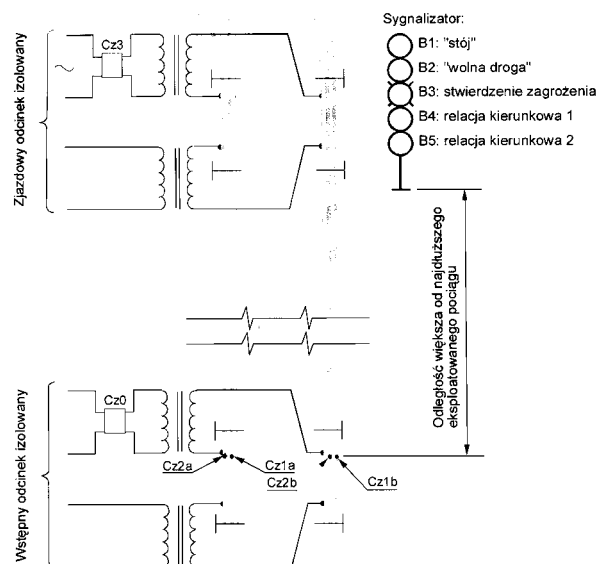 Sygnalizator:
B1: "stój"
B2: "wolna droga"
B3: stwierdzenie zagrożenia
B4: relacja kierunkowa 1
B5: relacja kierunkowa 2
Cz3
Zjazdowy odcinek izolowany
Odległość większa od najdłuższego
eksploatowanego pociągu
Cz0
Wstępny odcinek izolowany
Cz2a
Cz1a
Cz2b
Cz1b